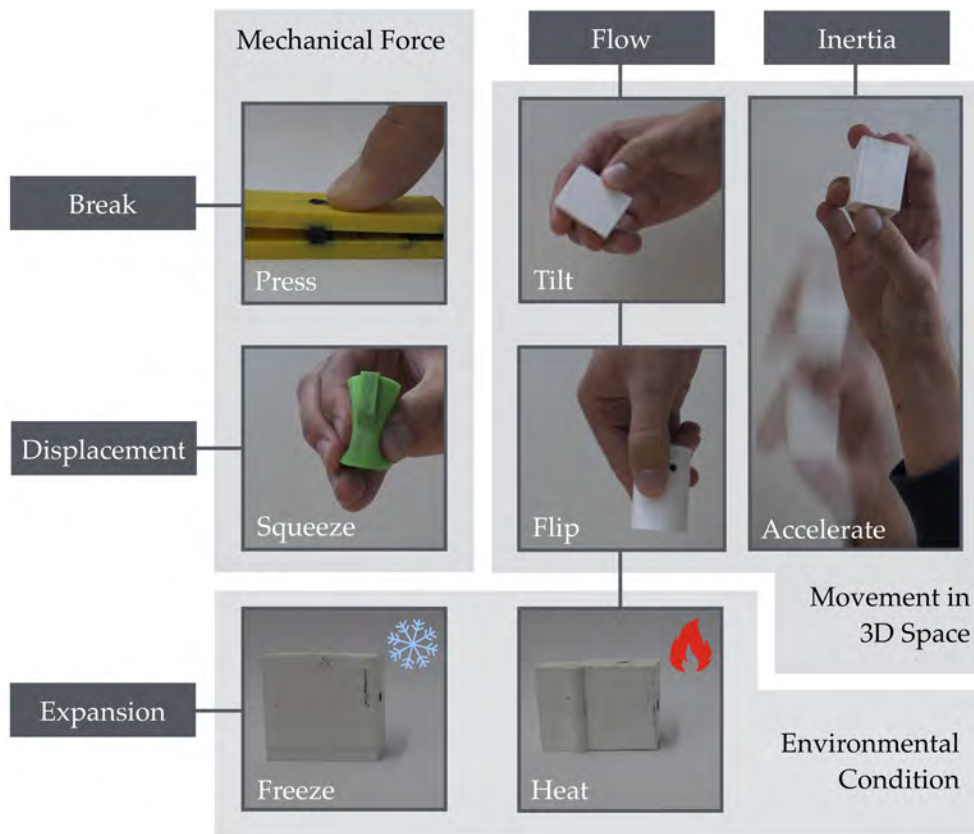 Mechanical Force
Flow
Inertia
Break
Press
Tilt
Displacement
Squeeze
Flip
Accelerate
Movement in
3D Space
Expansion
Freeze
Heat
Environmental
Condition